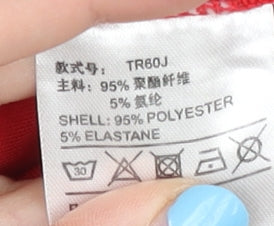 款式号: TR60J
主料: 95% 聚酯纤维
5% 氨纶
SHELL: 95% POLYESTER
5% ELASTANE
30